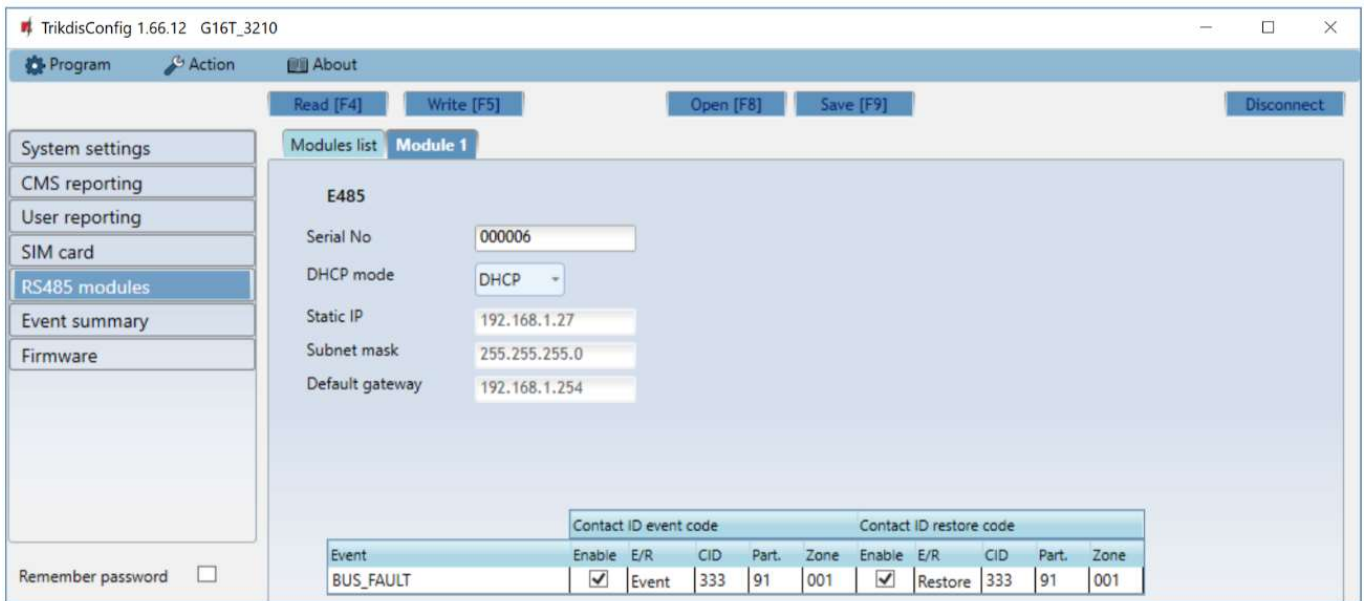 TrikdisConfig 1.66.12 G16T_3210
Program Action About
Read [F4] Write [F5] Open [F8] Save [F9] Disconnect
System settings
CMS reporting
User reporting
SIM card
RS485 modules
Event summary
Firmware
Remember password
Modules list Module 1
E485
Serial No 000006
DHCP mode DHCP
Static IP 192.168.1.27
Subnet mask 255.255.255.0
Default gateway 192.168.1.254
Contact ID event code Contact ID restore code
Event Enable E/R CID Part. Zone Enable E/R CID Part. Zone
BUS_FAULT Event 333 91 001 Restore 333 91 001